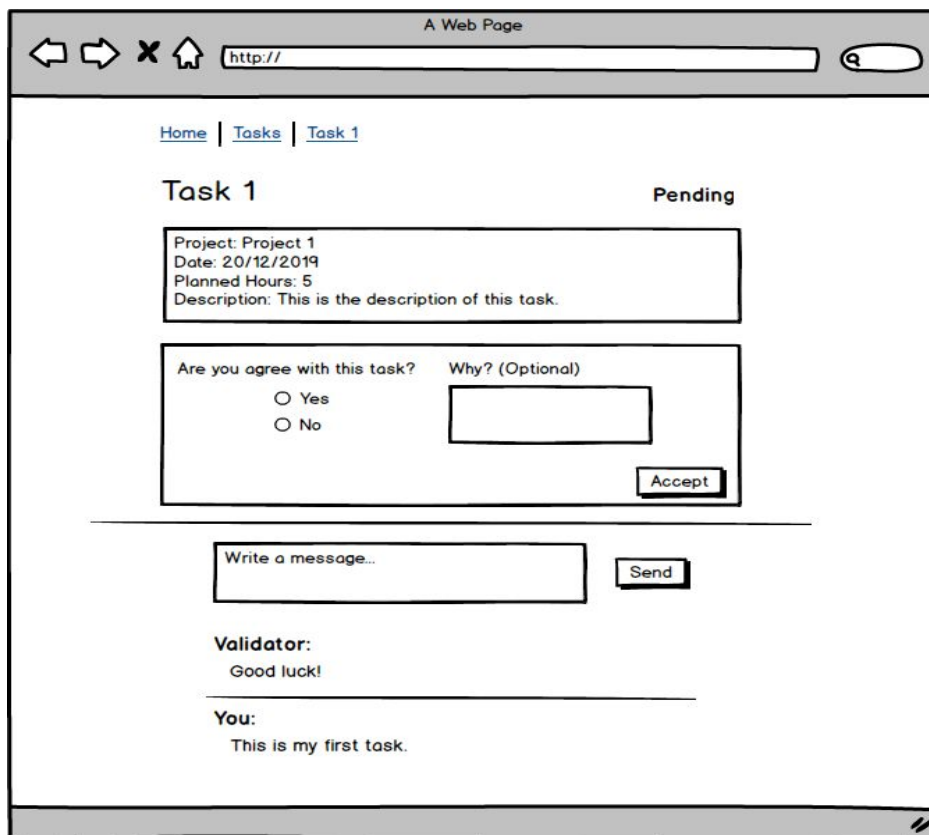 A Web Page
http://
Home | Tasks | Task 1
Task 1
Pending
Project: Project 1
Date: 20/12/2019
Planned Hours: 5
Description: This is the description of this task.
Are you agree with this task?
Why? (Optional)
Yes
No
Accept
Write a message...
Send
Validator:
Good luck!
You:
This is my first task.